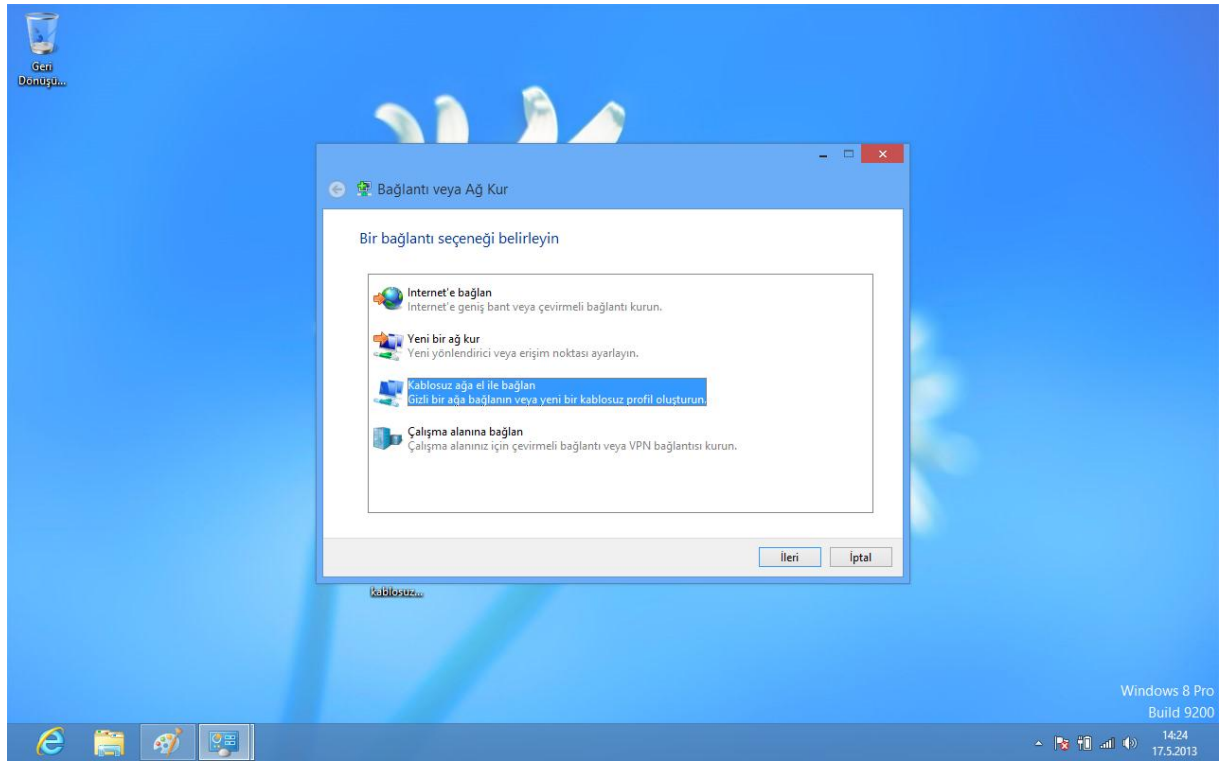 Geri
Dönüşü...
Bağlantı veya Ağ Kur
Bir bağlantı seçeneği belirleyin
Internet'e bağlan
Internet'e geniş bant veya çevirmeli bağlantı kurun.
Yeni bir ağ kur
Yeni yönlendirici veya erişim noktası ayarlayın.
Kablosuz ağa el ile bağlan
Gizli bir ağa bağlanın veya yeni bir kablosuz profil oluşturun.
Çalışma alanına bağlan
Çalışma alanınız için çevirmeli bağlantı veya VPN bağlantısı kurun.
İleri İptal
kablosuz...
Windows 8 Pro
Build 9200
14:24
17.5.2013